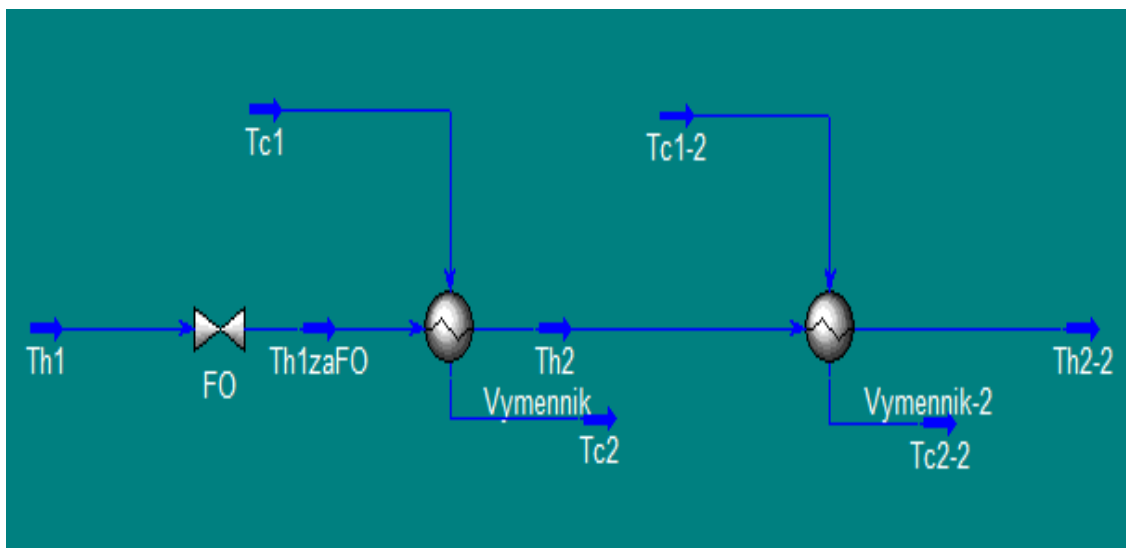 Tc1
Tc1-2
Th1
FO
Th1zaFO
Vymennik
Tc2
Th2
Vymennik-2
Tc2-2
Th2-2